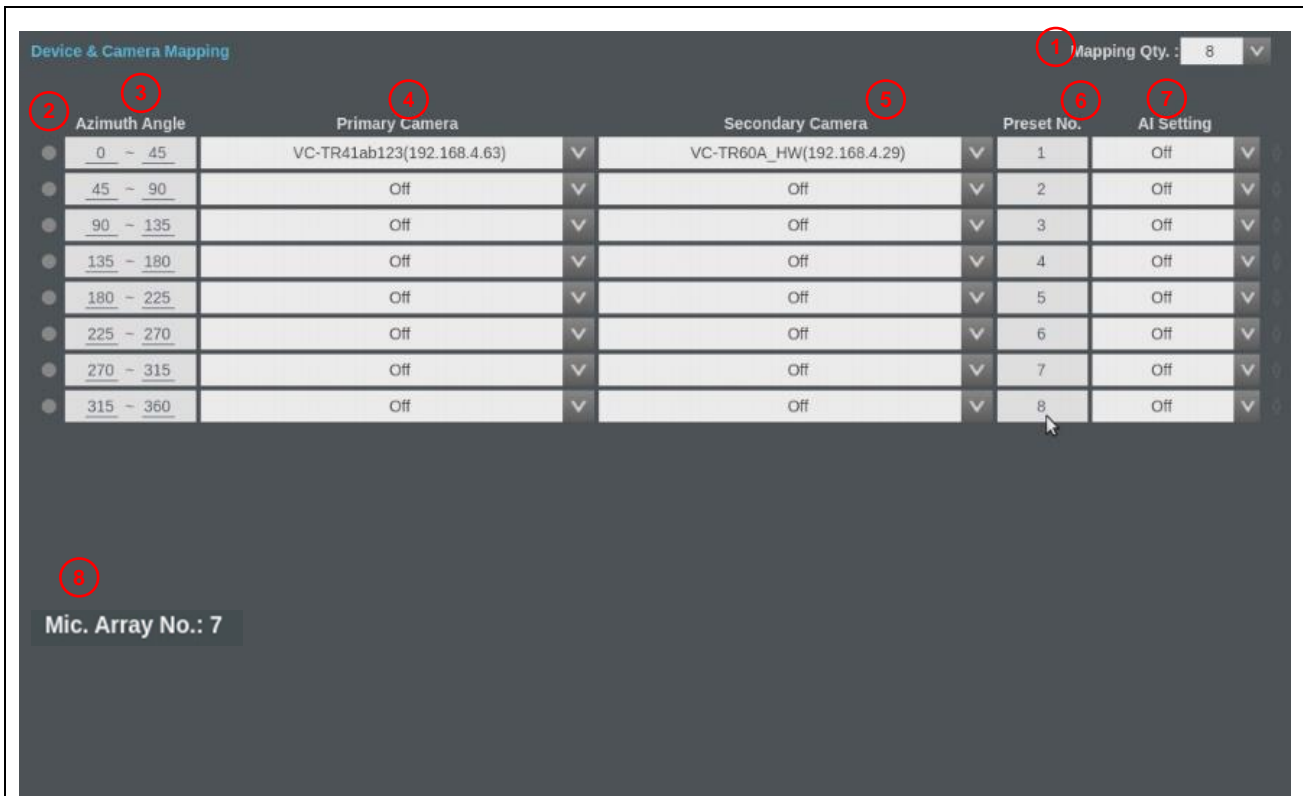 Device & Camera Mapping 1 Mapping Qty. : 8
2 3 4 5 6 7
Azimuth Angle Primary Camera Secondary Camera Preset No. AI Setting
0 ~ 45 VC-TR41ab123(192.168.4.63) VC-TR60A_HW(192.168.4.29) 1 Off
45 ~ 90 Off Off 2 Off
90 ~ 135 Off Off 3 Off
135 ~ 180 Off Off 4 Off
180 ~ 225 Off Off 5 Off
225 ~ 270 Off Off 6 Off
270 ~ 315 Off Off 7 Off
315 ~ 360 Off Off 8 Off
8
Mic. Array No.: 7